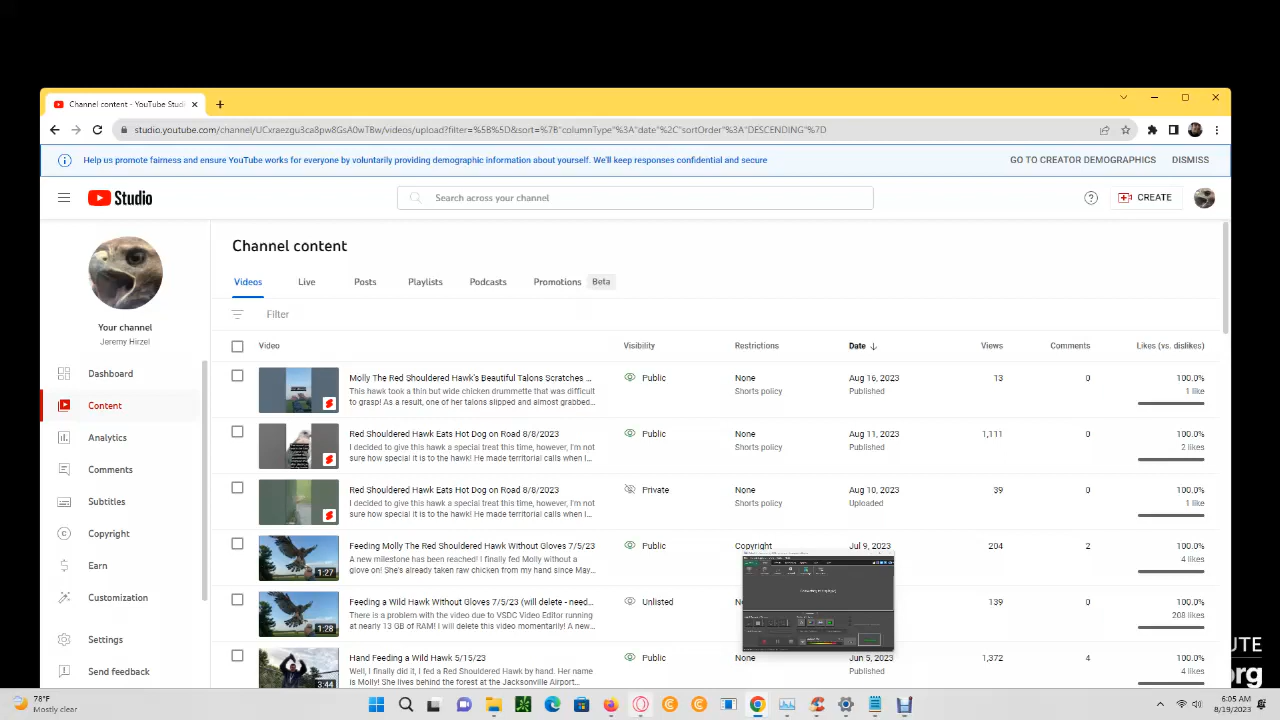 Channel content - YouTube Studi
studio.youtube.com/channel/UCxraezgu3ca8pw8GsA0wTBw/videos/upload?filter=%5B%5D&sort=%7B"columnType"%3A"date"%2C"sortOrder"%3A"DESCENDING"%7D
Help us promote fairness and ensure YouTube works for everyone by voluntarily providing demographic information about yourself. We'll keep responses confidential and secure
GO TO CREATOR DEMOGRAPHICS
DISMISS
Studio
Search across your channel
CREATE
Your channel
Jeremy Hirzel
Dashboard
Content
Analytics
Comments
Subtitles
Copyright
Earn
Customization
Settings
Send feedback
Channel content
Videos Live Posts Playlists Podcasts Promotions Beta
Filter
Video Visibility Restrictions Date Views Comments Likes (vs. dislikes)
Molly The Red Shouldered Hawk's Beautiful Talons Scratches ... Public None Aug 16, 2023 13 0 100.0%
This hawk took a thin but wide chicken drummette that was difficult Shorts policy Published 1 like
to grasp! As a result, one of her talons slipped and almost grabbed...
Red Shouldered Hawk Eats Hot Dog on Road 8/8/2023 Public None Aug 11, 2023 1,111 0 100.0%
I decided to give this hawk a special treat this time, however, I'm not Shorts policy Published 2 likes
sure how special it is to the hawk! He made territorial calls when I...
Red Shouldered Hawk Eats Hot Dog on Road 8/8/2023 Private None Aug 10, 2023 39 0 100.0%
I decided to give this hawk a special treat this time, however, I'm not Shorts policy Uploaded 1 like
sure how special it is to the hawk! He made territorial calls when I...
Feeding Molly The Red Shouldered Hawk Without Gloves 7/5/23 Public Copyright Jul 9, 2023 204 2 100.0%
A new milestone has been reached! I finally fed Molly without a 4 likes
glove on! She's already taken raw chicken from my hand since May...
1:27
Feeding a Wild Hawk Without Gloves 7/5/23 (will delete - need... Unlisted 139 0
There is a problem with the video due to VSDC Video Editor running
at nearly 13 GB of RAM! I will delete this video momentarily! A new...
1:28
Hand Feeding a Wild Hawk 5/15/23 Public None Jun 5, 2023 1,372 4 100.0%
Well, I finally did it, I fed a Red Shouldered Hawk by hand. Her name Published
is Molly! She lives behind the forest at the Jacksonville Airport...
3:44
UTE
org
78°F
Mostly clear
6:05 AM
8/19/2023